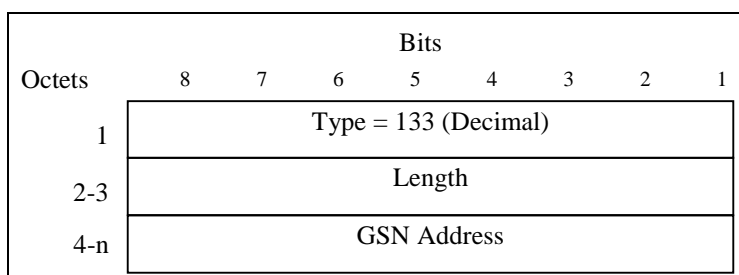 Bits
Octets 8 7 6 5 4 3 2 1
1 Type = 133 (Decimal)
2-3 Length
4-n GSN Address